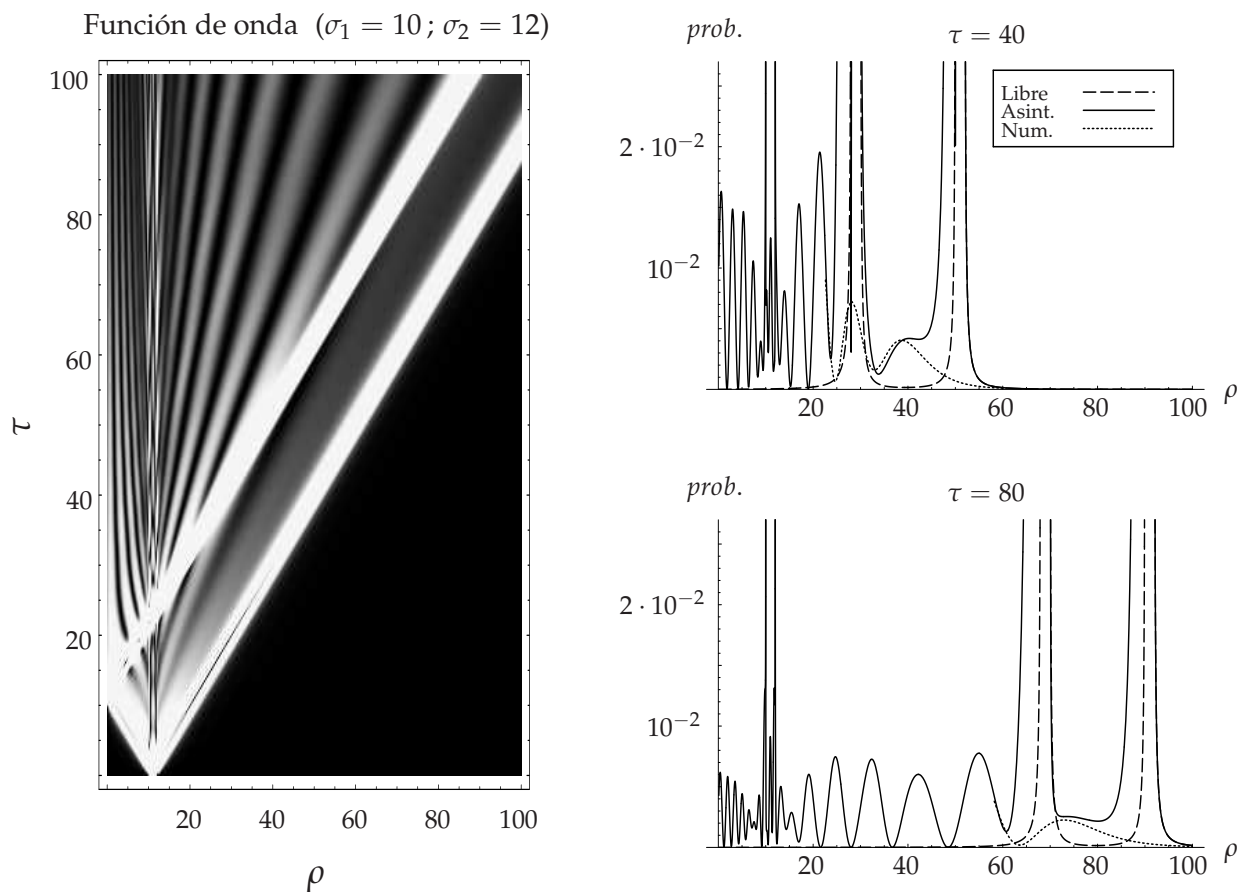 Función de onda (σ₁ = 10 ; σ₂ = 12)
100
80
60
40
20
τ
20 40 60 80 100
ρ
prob. τ = 40
Libre
Asint.
Num.
2 · 10⁻²
10⁻²
20 40 60 80 100 ρ
prob. τ = 80
2 · 10⁻²
10⁻²
20 40 60 80 100 ρ